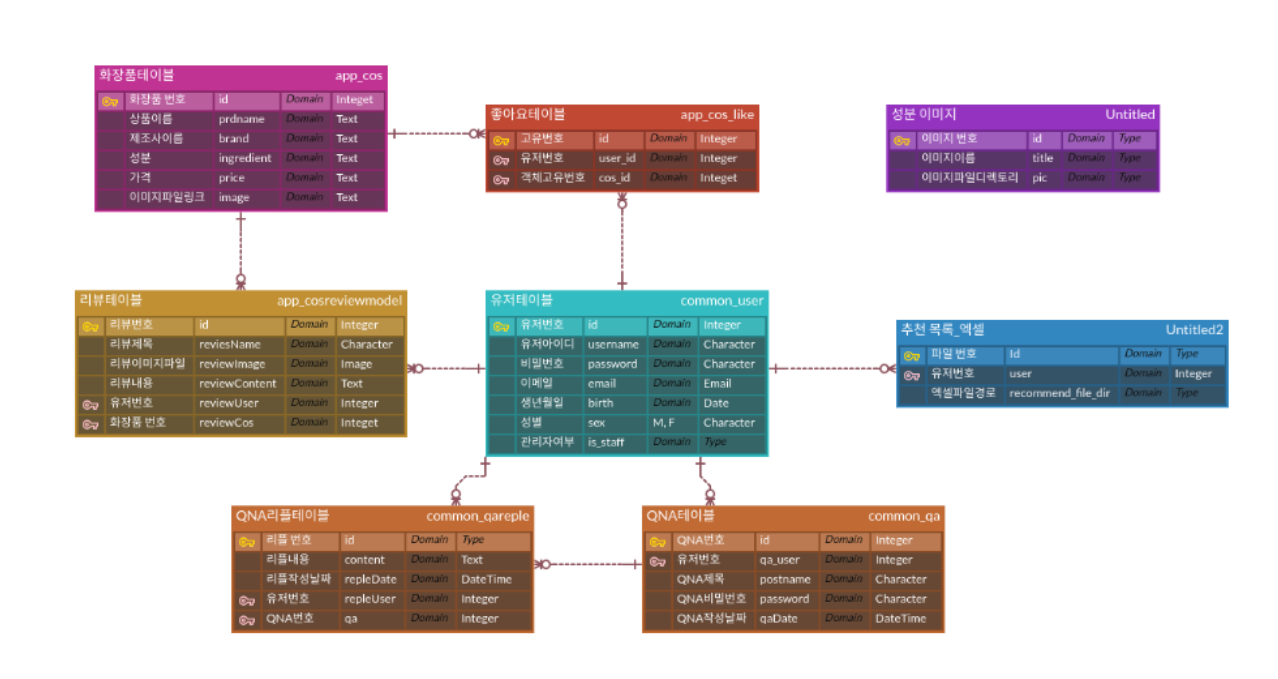 화장품테이블 app_cos
화장품 번호 id Domain Integet
상품이름 prdname Domain Text
제조사이름 brand Domain Text
성분 ingredient Domain Text
가격 price Domain Text
이미지파일링크 image Domain Text
좋아요테이블 app_cos_like
고유번호 id Domain Integer
유저번호 user_id Domain Integer
객체고유번호 cos_id Domain Integet
성분 이미지 Untitled
이미지 번호 id Domain Type
이미지이름 title Domain Type
이미지파일디렉토리 pic Domain Type
리뷰테이블 app_cosreviewmodel
리뷰번호 id Domain Integer
리뷰제목 reviesName Domain Character
리뷰이미지파일 reviewImage Domain Image
리뷰내용 reviewContent Domain Text
유저번호 reviewUser Domain Integer
화장품 번호 reviewCos Domain Integet
유저테이블 common_user
유저번호 id Domain Integer
유저아이디 username Domain Character
비밀번호 password Domain Character
이메일 email Domain Email
생년월일 birth Domain Date
성별 sex M, F Character
관리자여부 is_staff Domain Type
추천 목록_엑셀 Untitled2
파일 번호 Id Domain Type
유저번호 user Domain Integer
엑셀파일경로 recommend_file_dir Domain Type
QNA리플테이블 common_qareple
리플 번호 id Domain Type
리플내용 content Domain Text
리플작성날짜 repleDate Domain DateTime
유저번호 repleUser Domain Integer
QNA번호 qa Domain Integer
QNA테이블 common_qa
QNA번호 id Domain Integer
유저번호 qa_user Domain Integer
QNA제목 postname Domain Character
QNA비밀번호 password Domain Character
QNA작성날짜 qaDate Domain DateTime